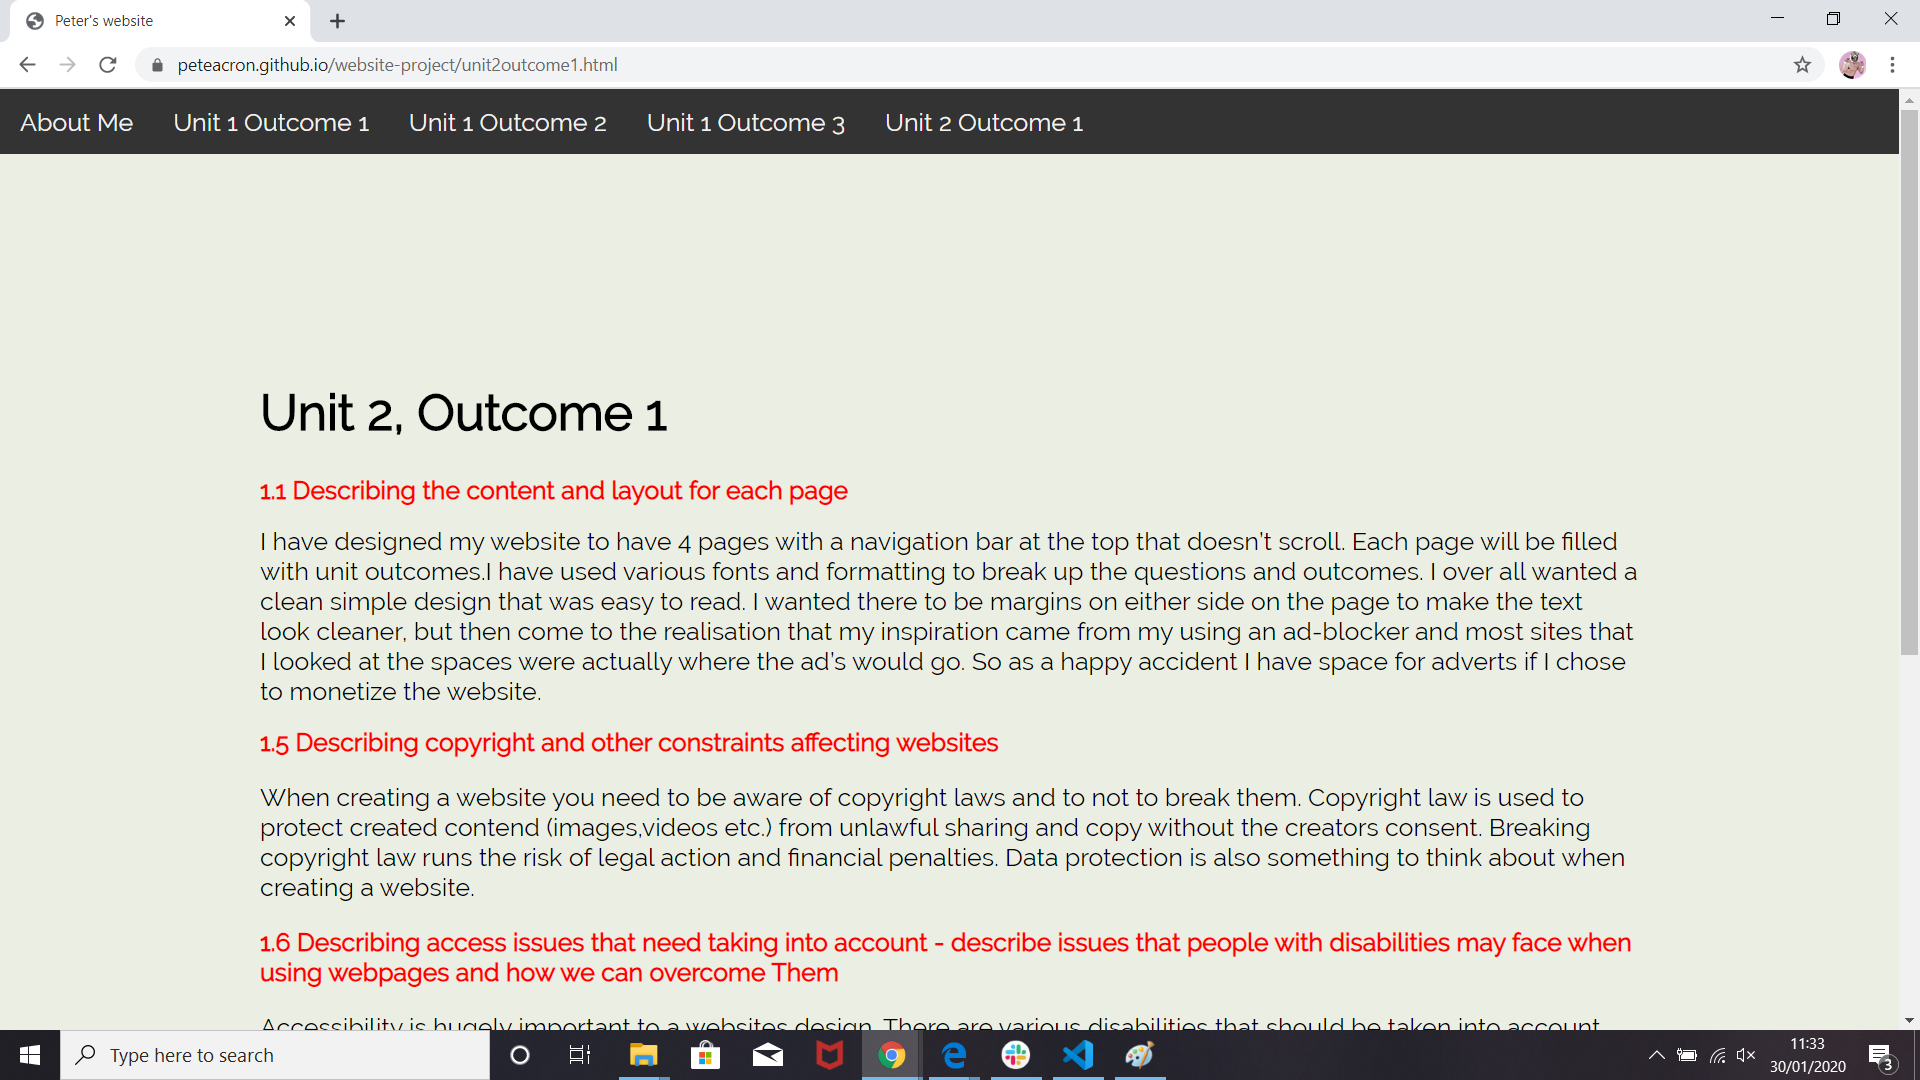 Peter's website
peteacron.github.io/website-project/unit2outcome1.html
About Me Unit 1 Outcome 1 Unit 1 Outcome 2 Unit 1 Outcome 3 Unit 2 Outcome 1
Unit 2, Outcome 1
1.1 Describing the content and layout for each page
I have designed my website to have 4 pages with a navigation bar at the top that doesn’t scroll. Each page will be filled
with unit outcomes.I have used various fonts and formatting to break up the questions and outcomes. I over all wanted a
clean simple design that was easy to read. I wanted there to be margins on either side on the page to make the text
look cleaner, but then come to the realisation that my inspiration came from my using an ad-blocker and most sites that
I looked at the spaces were actually where the ad’s would go. So as a happy accident I have space for adverts if I chose
to monetize the website.
1.5 Describing copyright and other constraints affecting websites
When creating a website you need to be aware of copyright laws and to not to break them. Copyright law is used to
protect created contend (images,videos etc.) from unlawful sharing and copy without the creators consent. Breaking
copyright law runs the risk of legal action and financial penalties. Data protection is also something to think about when
creating a website.
1.6 Describing access issues that need taking into account - describe issues that people with disabilities may face when
using webpages and how we can overcome Them
Accessibility is hugely important to a websites design. There are various disabilities that should be taken into account
Type here to search
11:33
30/01/2020
3